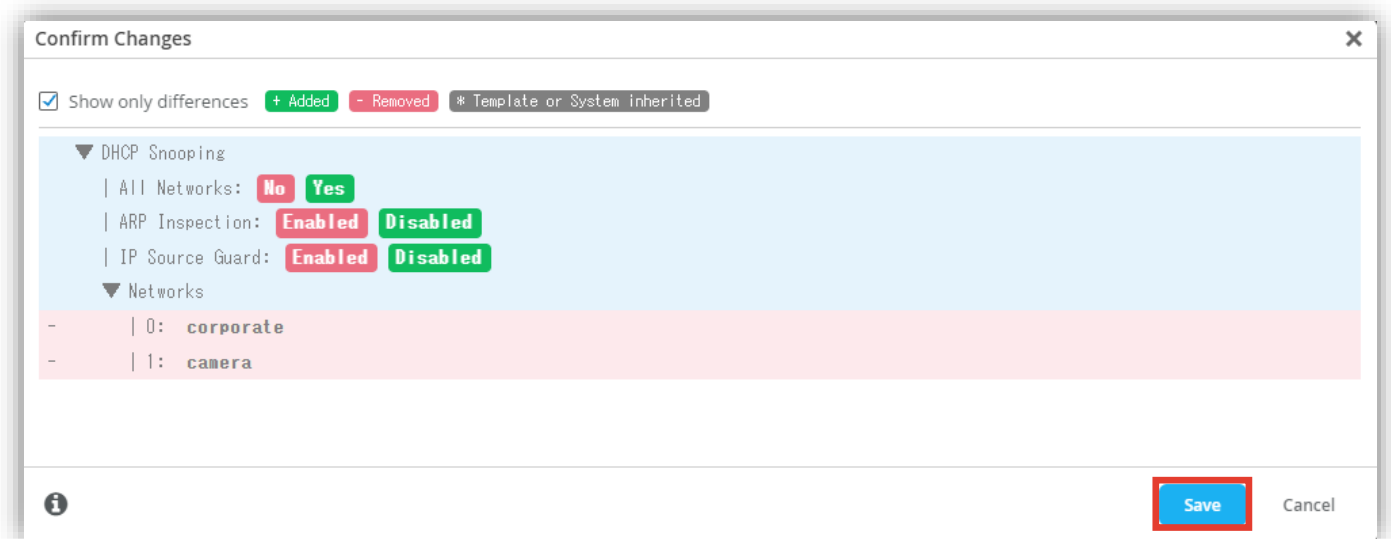 Confirm Changes
Show only differences + Added - Removed * Template or System inherited
▼ DHCP Snooping
| All Networks: No Yes
| ARP Inspection: Enabled Disabled
| IP Source Guard: Enabled Disabled
▼ Networks
- | 0: corporate
- | 1: camera
Save Cancel